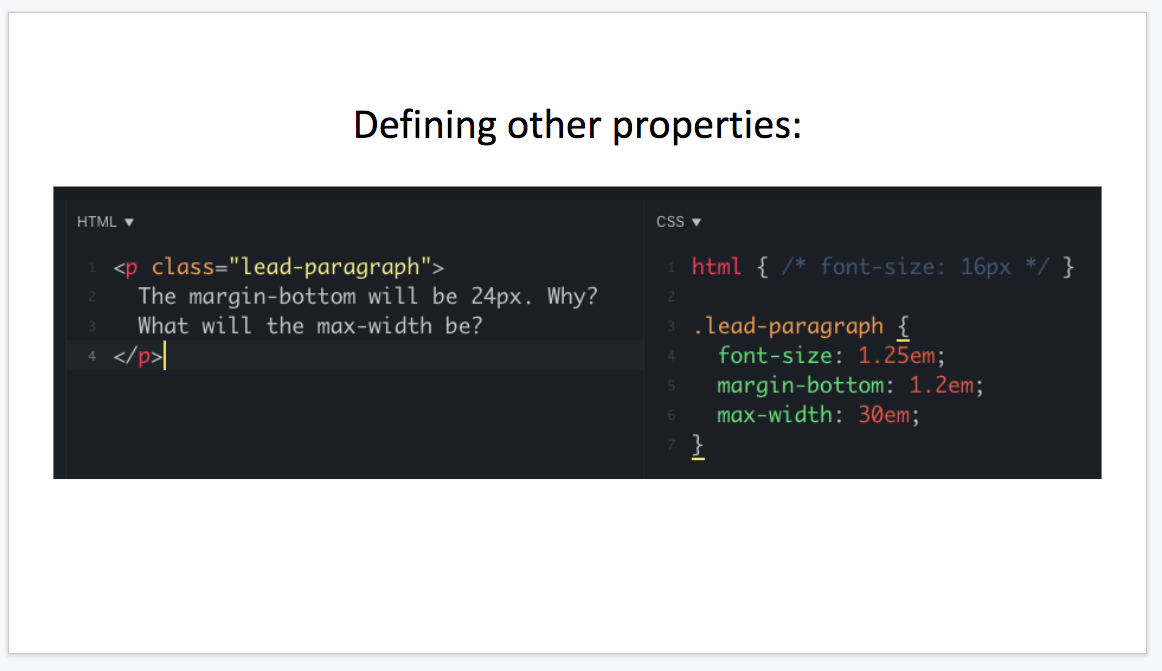 Defining other properties:
HTML ▼
1 <p class="lead-paragraph">
2 The margin-bottom will be 24px. Why?
3 What will the max-width be?
4 </p>
CSS ▼
1 html { /* font-size: 16px */ }
2
3 .lead-paragraph {
4 font-size: 1.25em;
5 margin-bottom: 1.2em;
6 max-width: 30em;
7 }